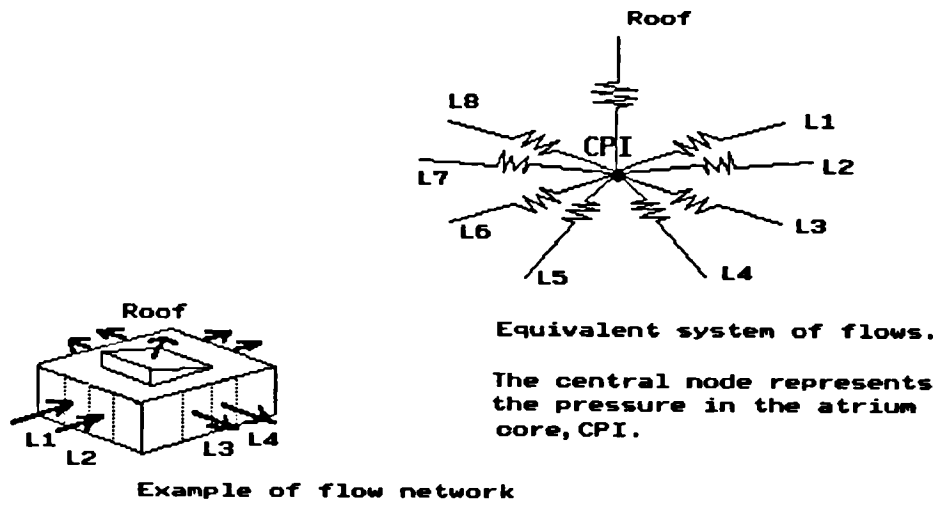 Roof
L8
L1
CPI
L2
L7
L3
L6
L5
L4
Equivalent system of flows.
The central node represents
the pressure in the atrium
core,CPI.
Roof
L1
L2
L3
L4
Example of flow network